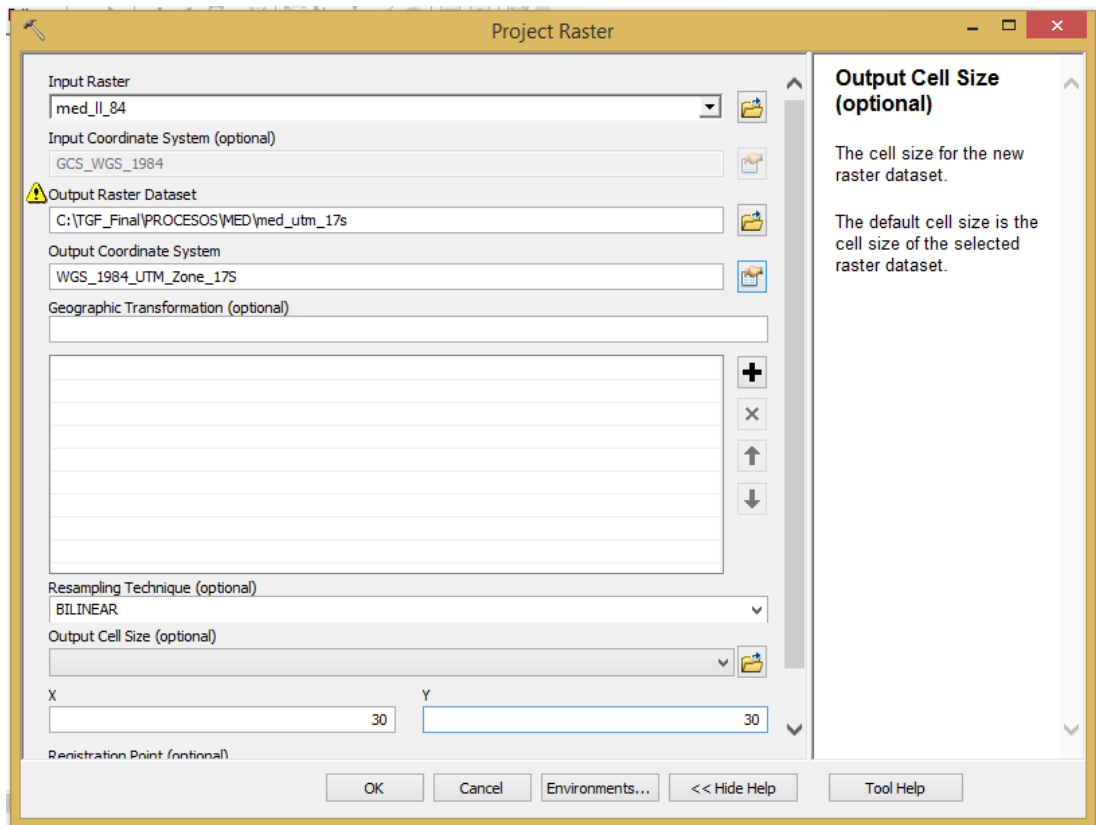 Project Raster
Input Raster
med_ll_84
Input Coordinate System (optional)
GCS_WGS_1984
Output Raster Dataset
C:\TGF_Final\PROCESOS\MED\med_utm_17s
Output Coordinate System
WGS_1984_UTM_Zone_17S
Geographic Transformation (optional)
Resampling Technique (optional)
BILINEAR
Output Cell Size (optional)
X Y
30 30
Registration Point (optional)
OK Cancel Environments... << Hide Help Tool Help
Output Cell Size
(optional)
The cell size for the new
raster dataset.
The default cell size is the
cell size of the selected
raster dataset.